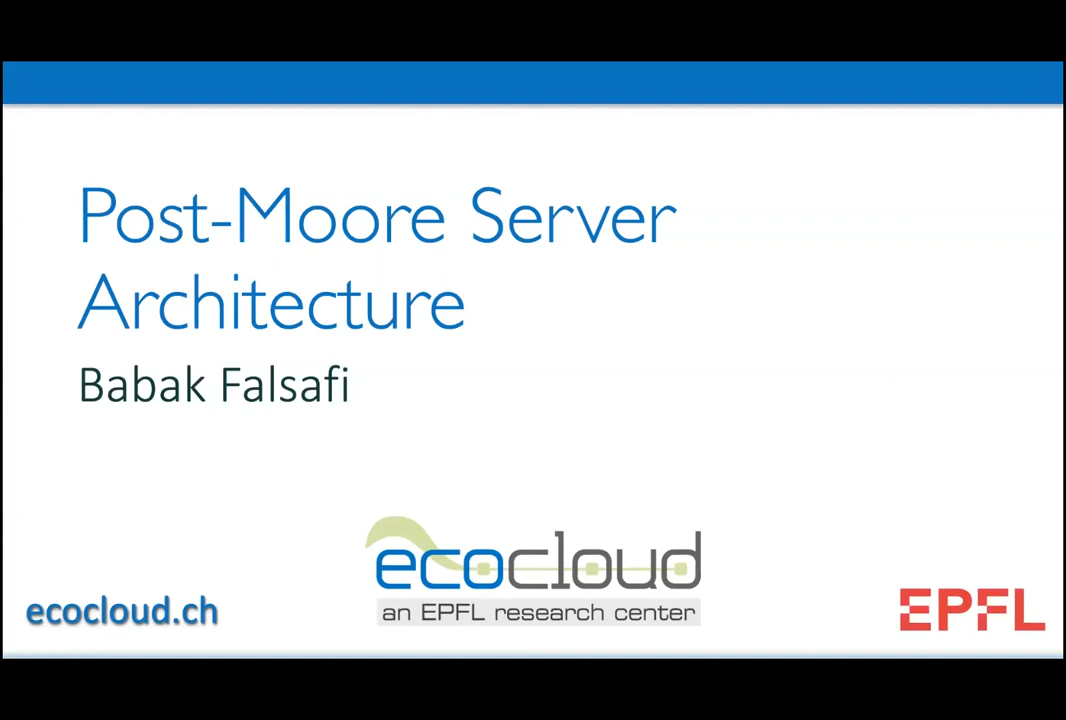 Post-Moore Server
Architecture
Babak Falsafi
ecocloud
an EPFL research center
ecocloud.ch
EPFL